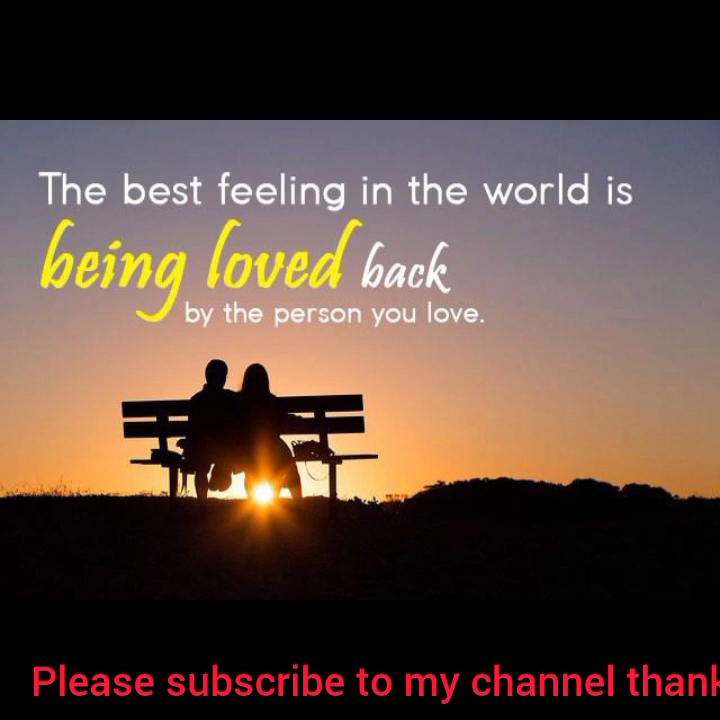 The best feeling in the world is
being loved back
by the person you love.
Please subscribe to my channel thank